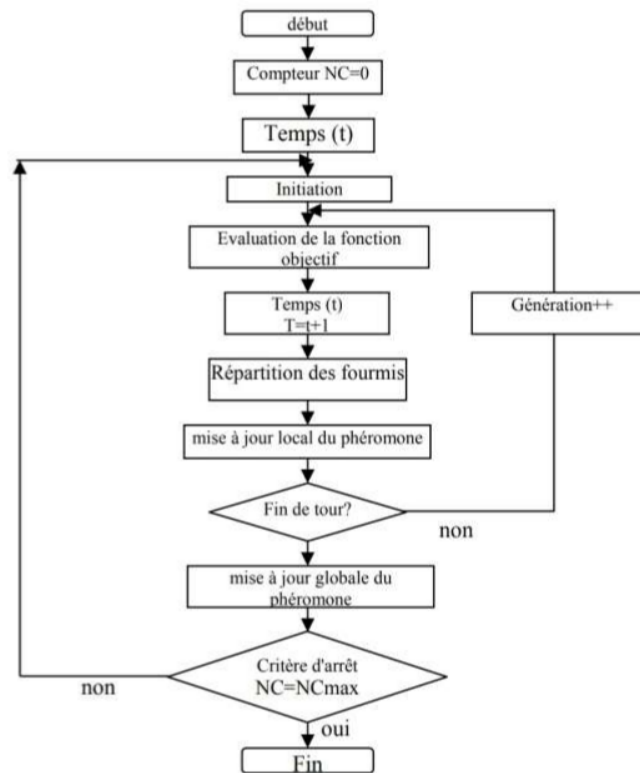 début
Compteur NC=0
Temps (t)
Initiation
Evaluation de la fonction
objectif
Temps (t)
T=t+1
Génération++
Répartition des fourmis
mise à jour local du phéromone
Fin de tour?
non
mise à jour globale du
phéromone
Critère d'arrêt
NC=NCmax
non
oui
Fin